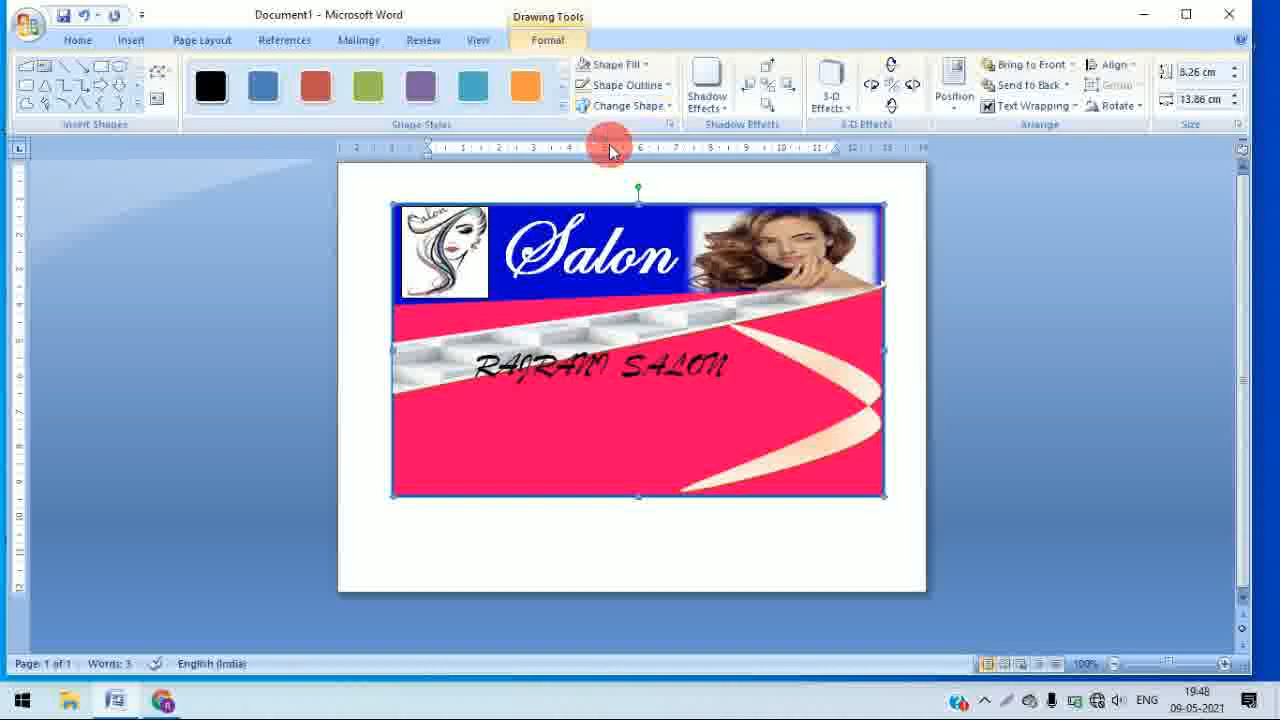 Document1 - Microsoft Word
Drawing Tools
Home Insert Page Layout References Mailings Review View Format
Shape Fill
Shape Outline
Change Shape
Shadow Effects
3-D Effects
Position
Bring to Front
Send to Back
Text Wrapping
Align
Group
Rotate
8.26 cm
13.86 cm
Insert Shapes Shape Styles Shadow Effects 3-D Effects Arrange Size
Salon
Salon
RAJRANI SALON
Page: 1 of 1 Words: 3 English (India) 100%
ENG
19:48
09-05-2021